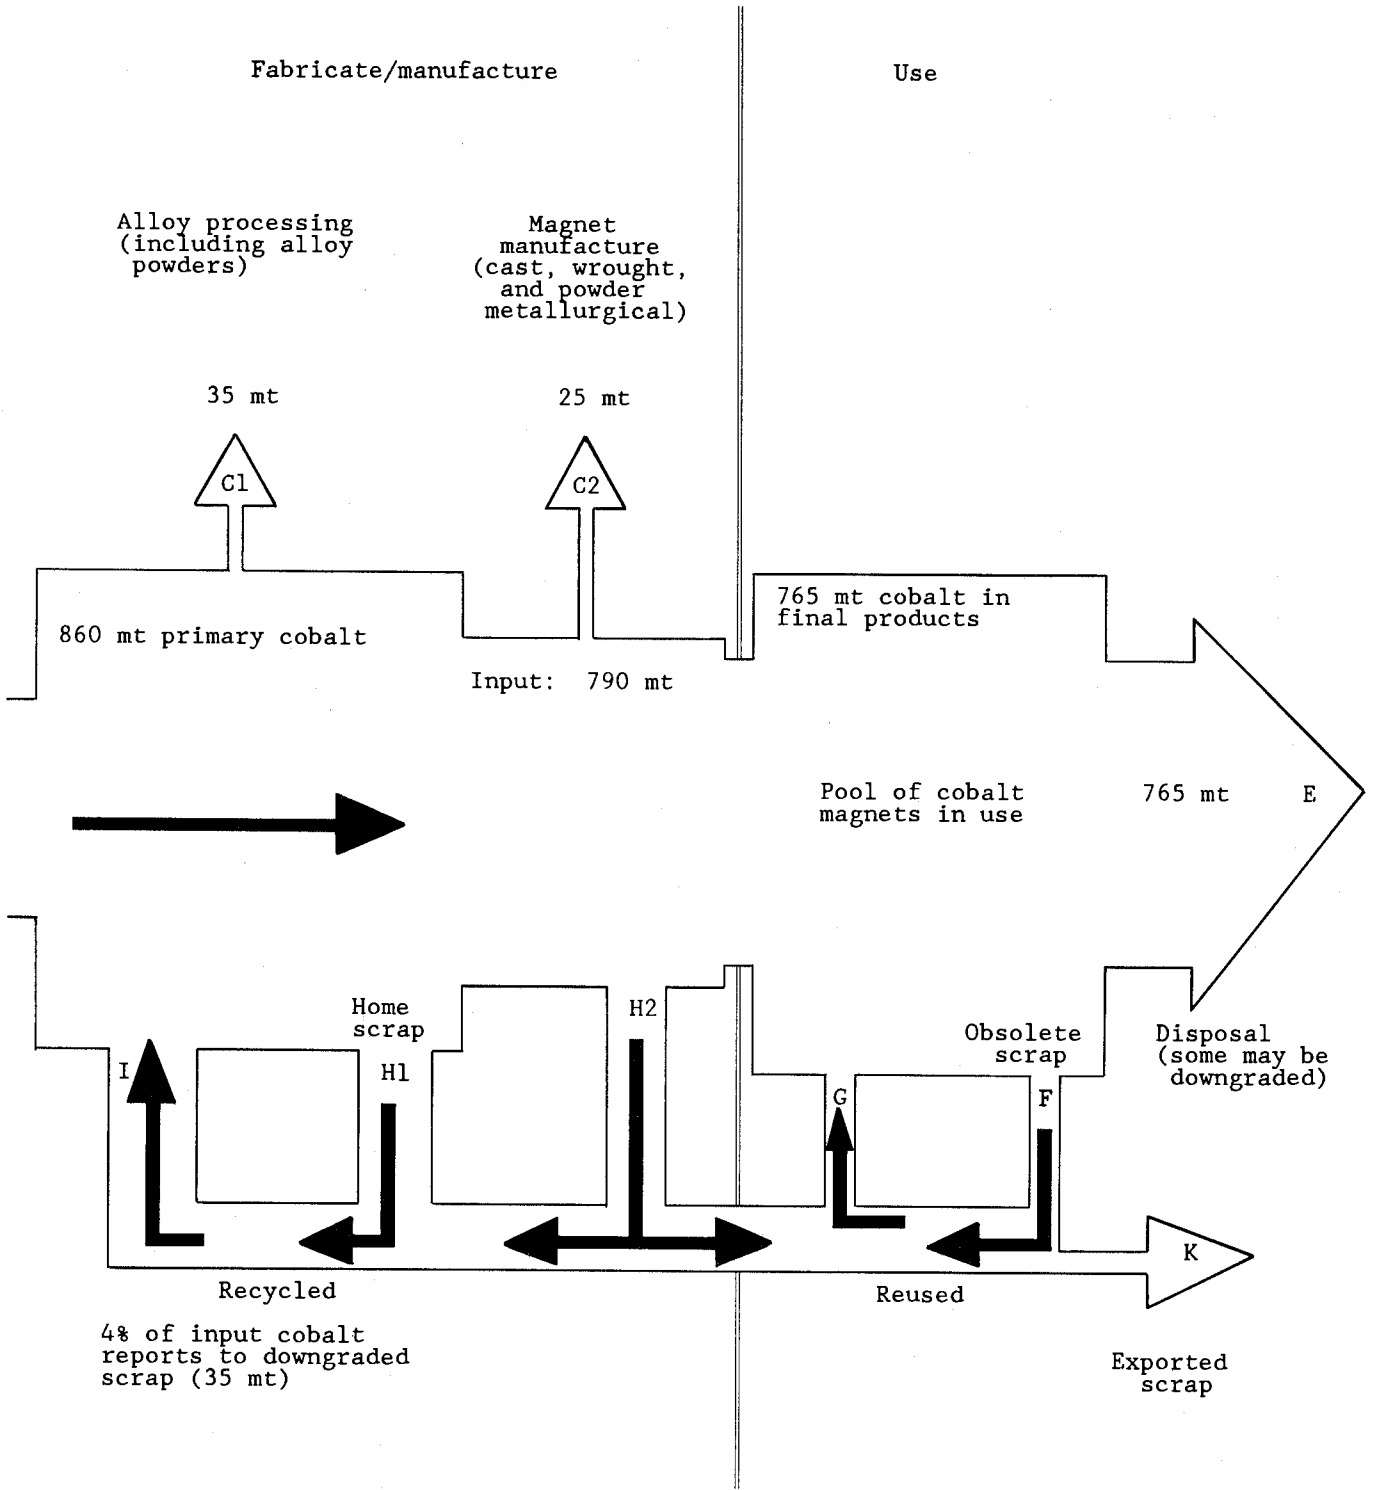 Fabricate/manufacture
Use
Alloy processing
(including alloy
powders)
Magnet
manufacture
(cast, wrought,
and powder
metallurgical)
35 mt
25 mt
C1
C2
860 mt primary cobalt
Input: 790 mt
765 mt cobalt in
final products
Pool of cobalt
magnets in use
765 mt
E
Home
scrap
H1
H2
I
Obsolete
scrap
G
F
Disposal
(some may be
downgraded)
K
Recycled
Reused
4% of input cobalt
reports to downgraded
scrap (35 mt)
Exported
scrap